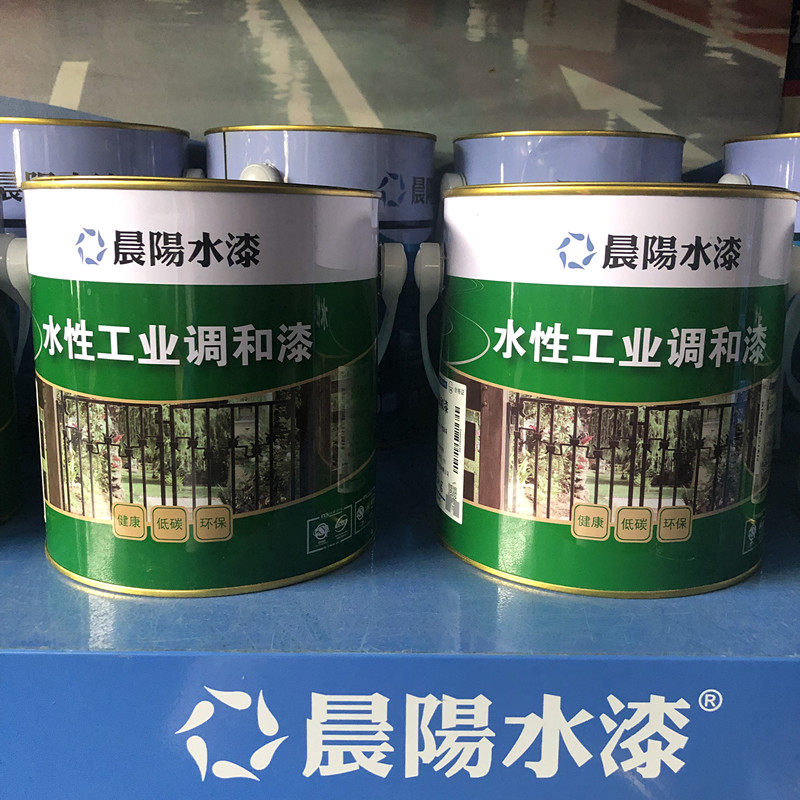 晨陽水漆
水性工业调和漆
健康 低碳 环保
晨陽水漆
水性工业调和漆
健康 低碳 环保
晨陽水漆®